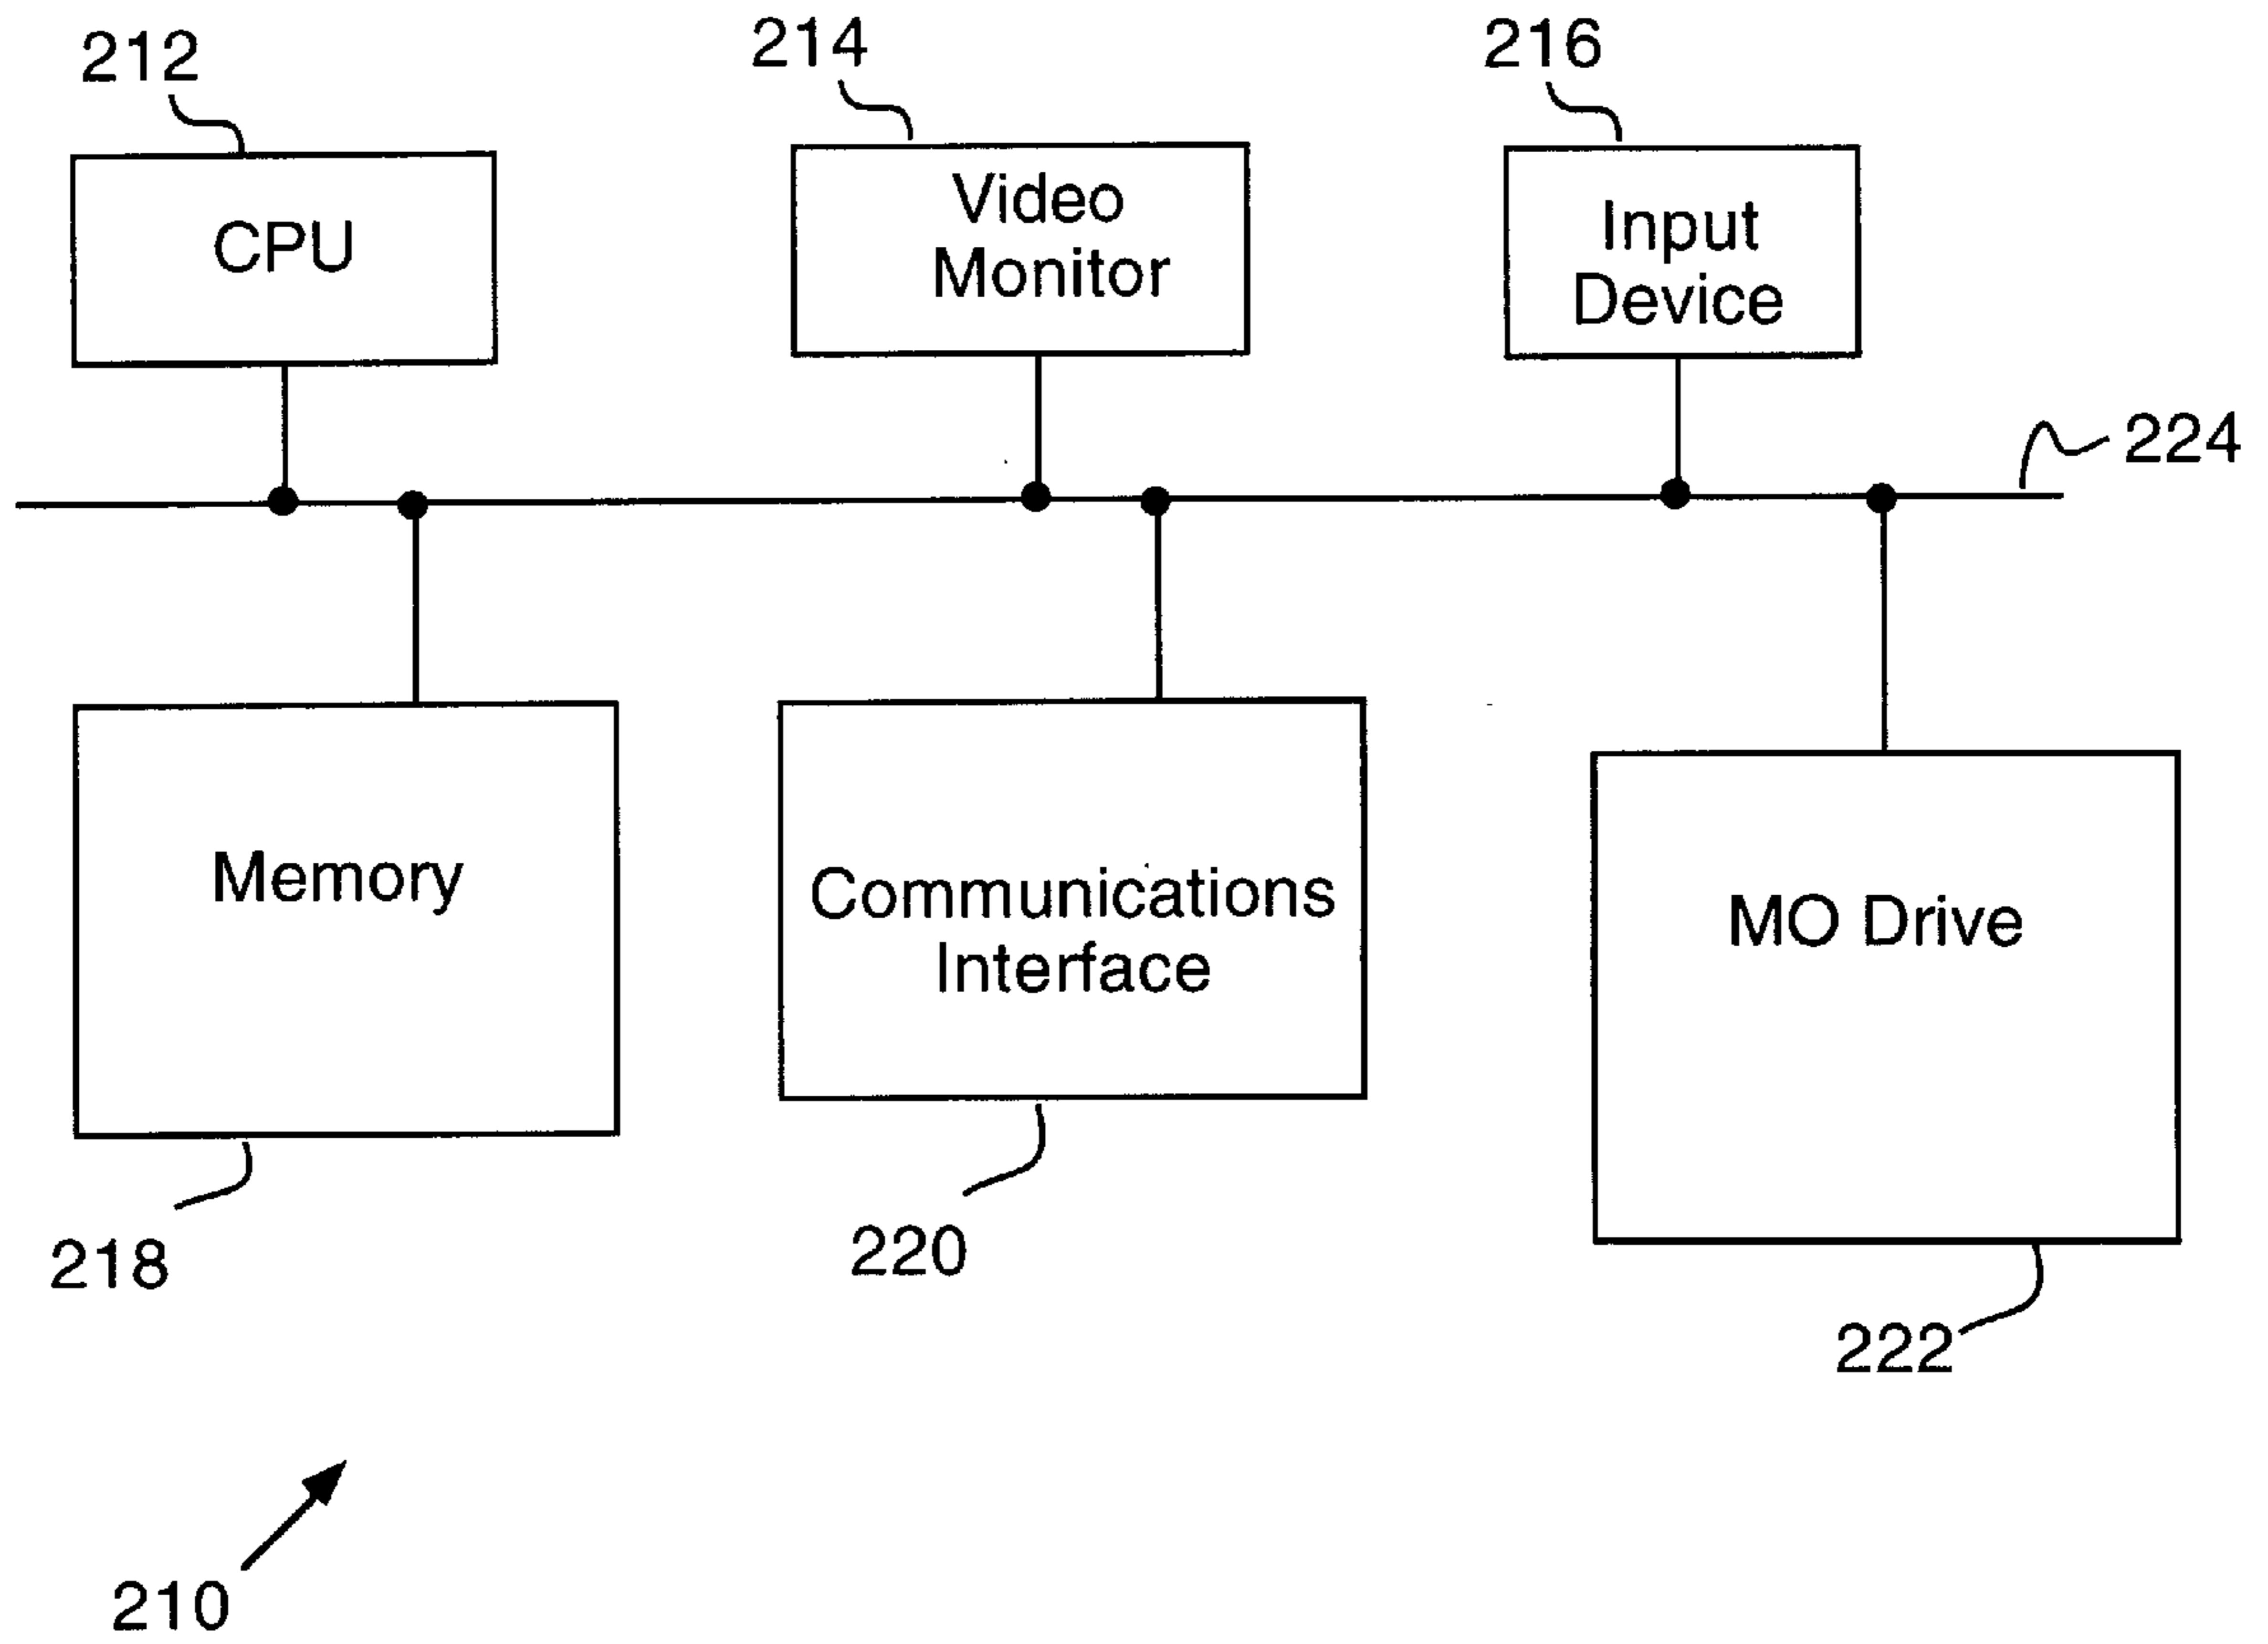 212
214
216
CPU
Video
Monitor
Input
Device
224
Memory
Communications
Interface
MO Drive
218
220
222
210